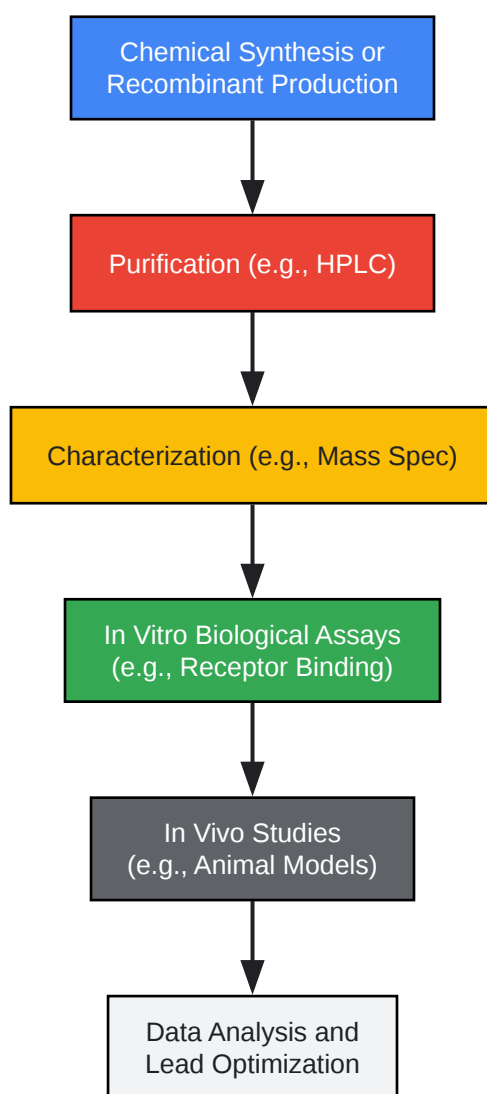 Chemical Synthesis or
Recombinant Production
Purification (e.g., HPLC)
Characterization (e.g., Mass Spec)
In Vitro Biological Assays
(e.g., Receptor Binding)
In Vivo Studies
(e.g., Animal Models)
Data Analysis and
Lead Optimization